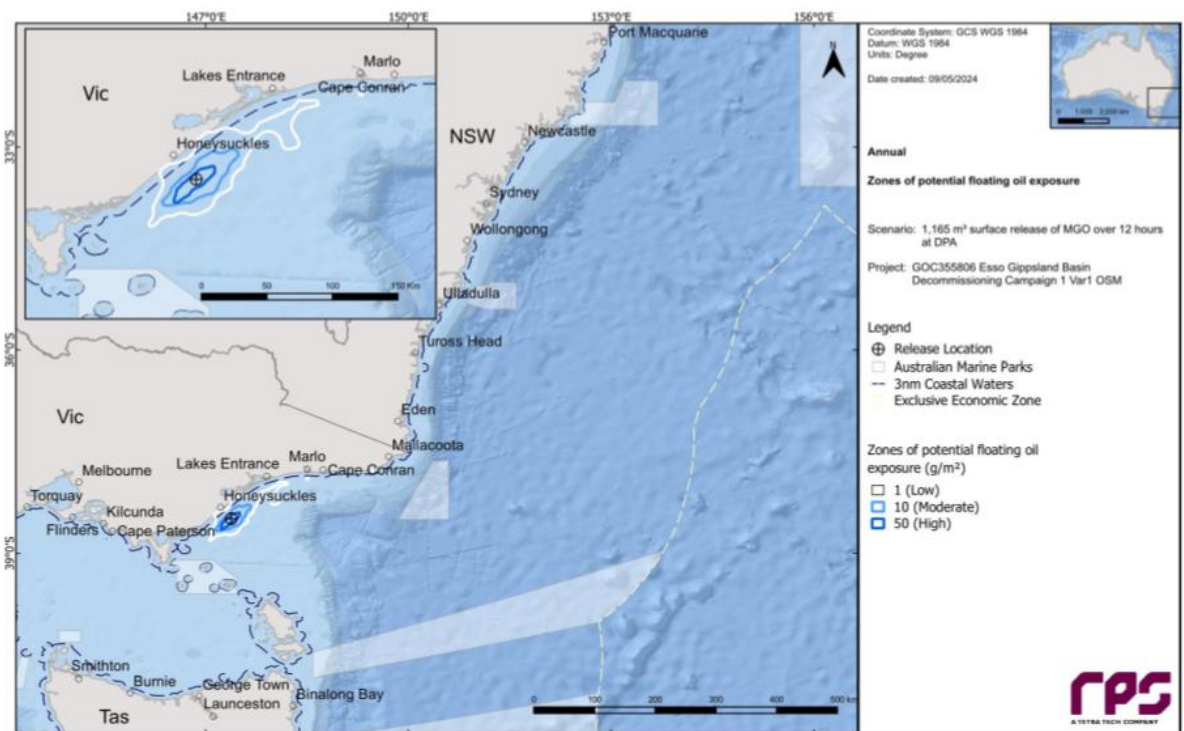 147°0'E 150°0'E 153°0'E 156°0'E
33°0'S
36°0'S
39°0'S
Vic
Lakes Entrance
Marlo
Cape Conran
Honeysuckles
0 50 100 150 Km
Port Macquarie
NSW
Newcastle
Sydney
Wollongong
Ulladulla
Tuross Head
Eden
Mallacoota
Vic
Marlo
Lakes Entrance
Cape Conran
Melbourne
Honeysuckles
Torquay
Kilcunda
Flinders
Cape Paterson
Smithton
Burnie
George Town
Launceston
Binalong Bay
Tas
0 100 200 300 400 500 km
N
Coordinate System: GCS WGS 1984
Datum: WGS 1984
Units: Degree
Date created: 09/05/2024
Annual
Zones of potential floating oil exposure
Scenario: 1,165 m³ surface release of MGO over 12 hours
at DPA
Project: GOC355806 Esso Gippsland Basin
Decommissioning Campaign 1 Var1 OSM
Legend
Release Location
Australian Marine Parks
3nm Coastal Waters
Exclusive Economic Zone
Zones of potential floating oil
exposure (g/m²)
1 (Low)
10 (Moderate)
50 (High)
rps
A TETRA TECH COMPANY